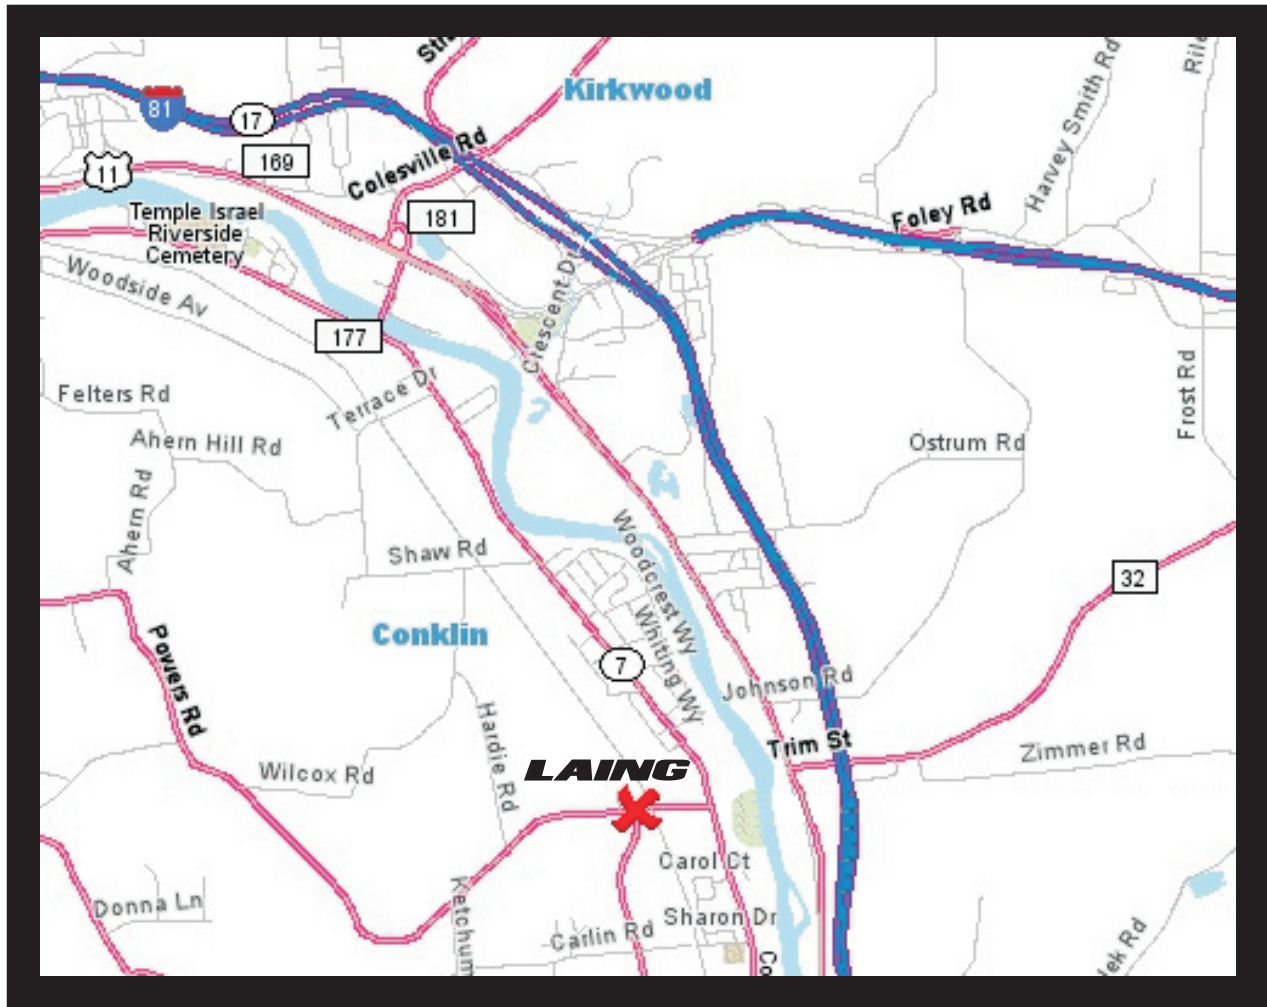 Kirkwood
Harvey Smith Rd
81
17
169
Colesville Rd
11
181
Foley Rd
Temple Israel
Riverside
Cemetery
Woodside Av
Crescent Dr
177
Terrace Dr
Felters Rd
Frost Rd
Ahern Hill Rd
Ostrum Rd
Ahern Rd
Shaw Rd
Woodcrest Wy
32
Conklin
Whiting Wy
Powers Rd
7
Johnson Rd
Hardie Rd
Trim St
Zimmer Rd
Wilcox Rd
LAING
Carol Ct
Ketchum
Donna Ln
Sharon Dr
Carlin Rd
Co